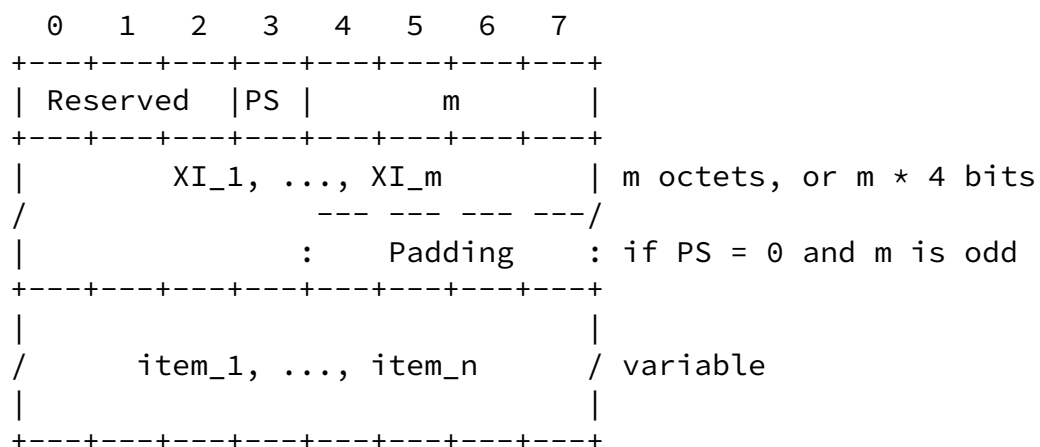 0   1   2   3   4   5   6   7
+---+---+---+---+---+---+---+---+
| Reserved  |PS |       m       |
+---+---+---+---+---+---+---+---+
|        XI_1, ..., XI_m        | m octets, or m * 4 bits
/                --- --- --- ---/
|               :    Padding    : if PS = 0 and m is odd
+---+---+---+---+---+---+---+---+
|                               |
/      item_1, ..., item_n      / variable
|                               |
+---+---+---+---+---+---+---+---+